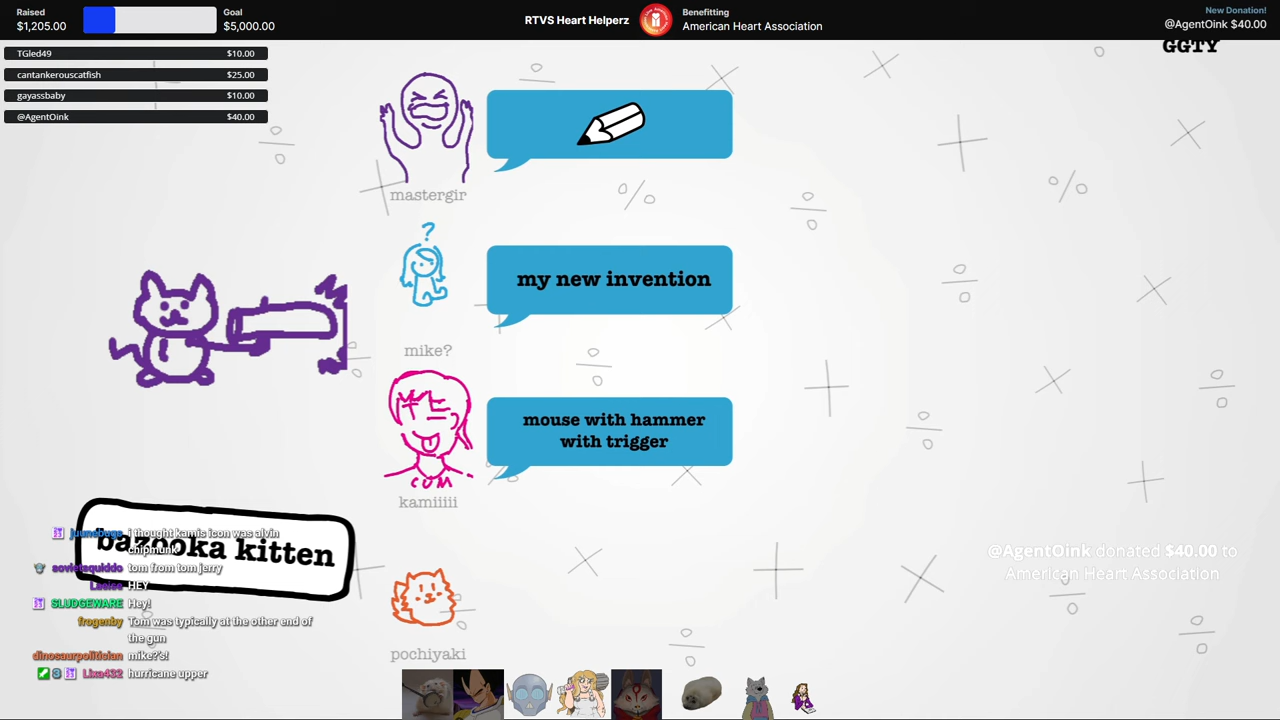 Raised
$1,205.00
Goal
$5,000.00
RTVS Heart Helperz
Benefitting
American Heart Association
New Donation!
@AgentOink $40.00
GGTY
TGled49 $10.00
cantankerouscatfish $25.00
gayassbaby $10.00
@AgentOink $40.00
mastergir
?
my new invention
mike?
mouse with hammer
with trigger
COM
kamiiiii
bazooka kitten
juunebugs i thought kamis icon was alvin
chipmunk
sovietsquiddo tom from tom jerry
HEY
SLUDGEWARE Hey!
frogenby Tom was typically at the other end of
the gun
dinosaurpolitician mike?'s!
Lixa432 hurricane upper
@AgentOink donated $40.00 to
American Heart Association
pochiyaki